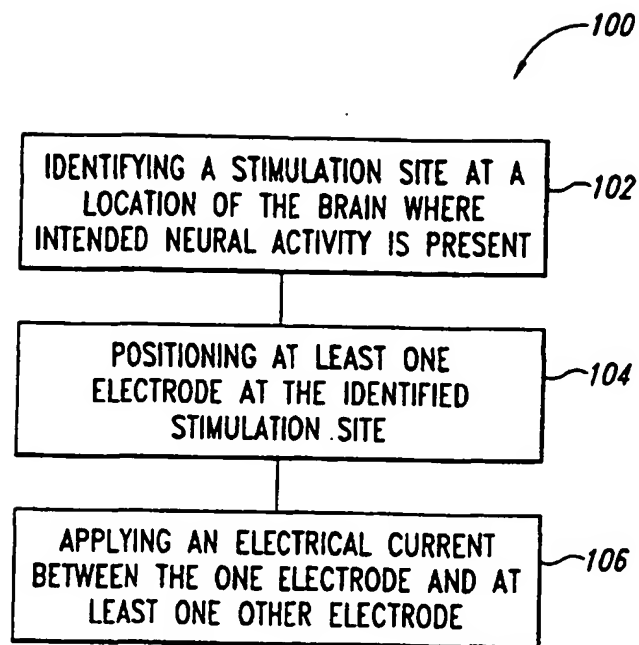 100
IDENTIFYING A STIMULATION SITE AT A
LOCATION OF THE BRAIN WHERE
INTENDED NEURAL ACTIVITY IS PRESENT
102
POSITIONING AT LEAST ONE
ELECTRODE AT THE IDENTIFIED
STIMULATION SITE
104
APPLYING AN ELECTRICAL CURRENT
BETWEEN THE ONE ELECTRODE AND AT
LEAST ONE OTHER ELECTRODE
106